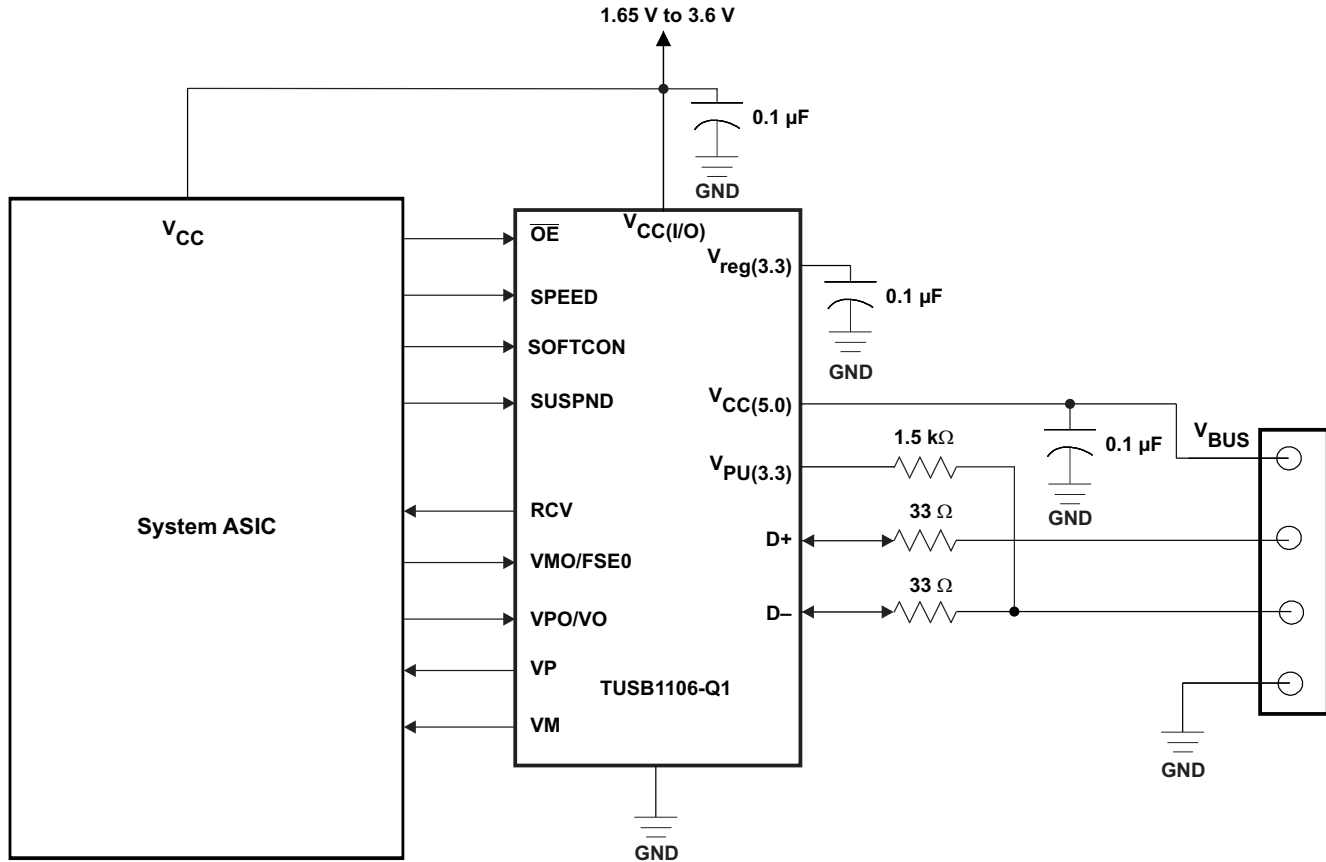 1.65 V to 3.6 V
0.1 µF
GND
VCC
OE
VCC(I/O)
Vreg(3.3)
SPEED
0.1 µF
SOFTCON
GND
SUSPND
VCC(5.0)
1.5 kΩ
0.1 µF
VBUS
VPU(3.3)
System ASIC
RCV
33 Ω
GND
D+
VMO/FSE0
33 Ω
VPO/VO
D–
VP
TUSB1106-Q1
VM
GND
GND